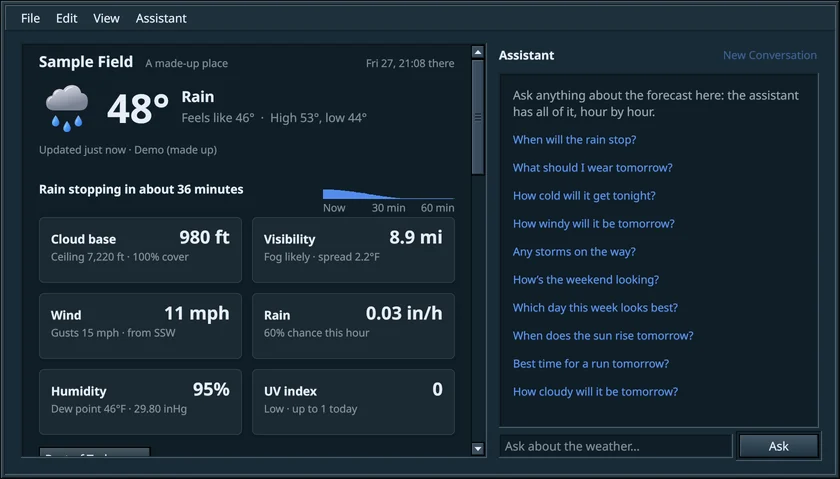 File Edit View Assistant
Sample Field A made-up place Fri 27, 21:08 there
48° Rain
Feels like 46° · High 53°, low 44°
Updated just now · Demo (made up)
Rain stopping in about 36 minutes
Now 30 min 60 min
Cloud base 980 ft
Ceiling 7,220 ft · 100% cover
Visibility 8.9 mi
Fog likely · spread 2.2°F
Wind 11 mph
Gusts 15 mph · from SSW
Rain 0.03 in/h
60% chance this hour
Humidity 95%
Dew point 46°F · 29.80 inHg
UV index 0
Low · up to 1 today
Assistant New Conversation
Ask anything about the forecast here: the assistant
has all of it, hour by hour.
When will the rain stop?
What should I wear tomorrow?
How cold will it get tonight?
How windy will it be tomorrow?
Any storms on the way?
How's the weekend looking?
Which day this week looks best?
When does the sun rise tomorrow?
Best time for a run tomorrow?
How cloudy will it be tomorrow?
Ask about the weather... Ask